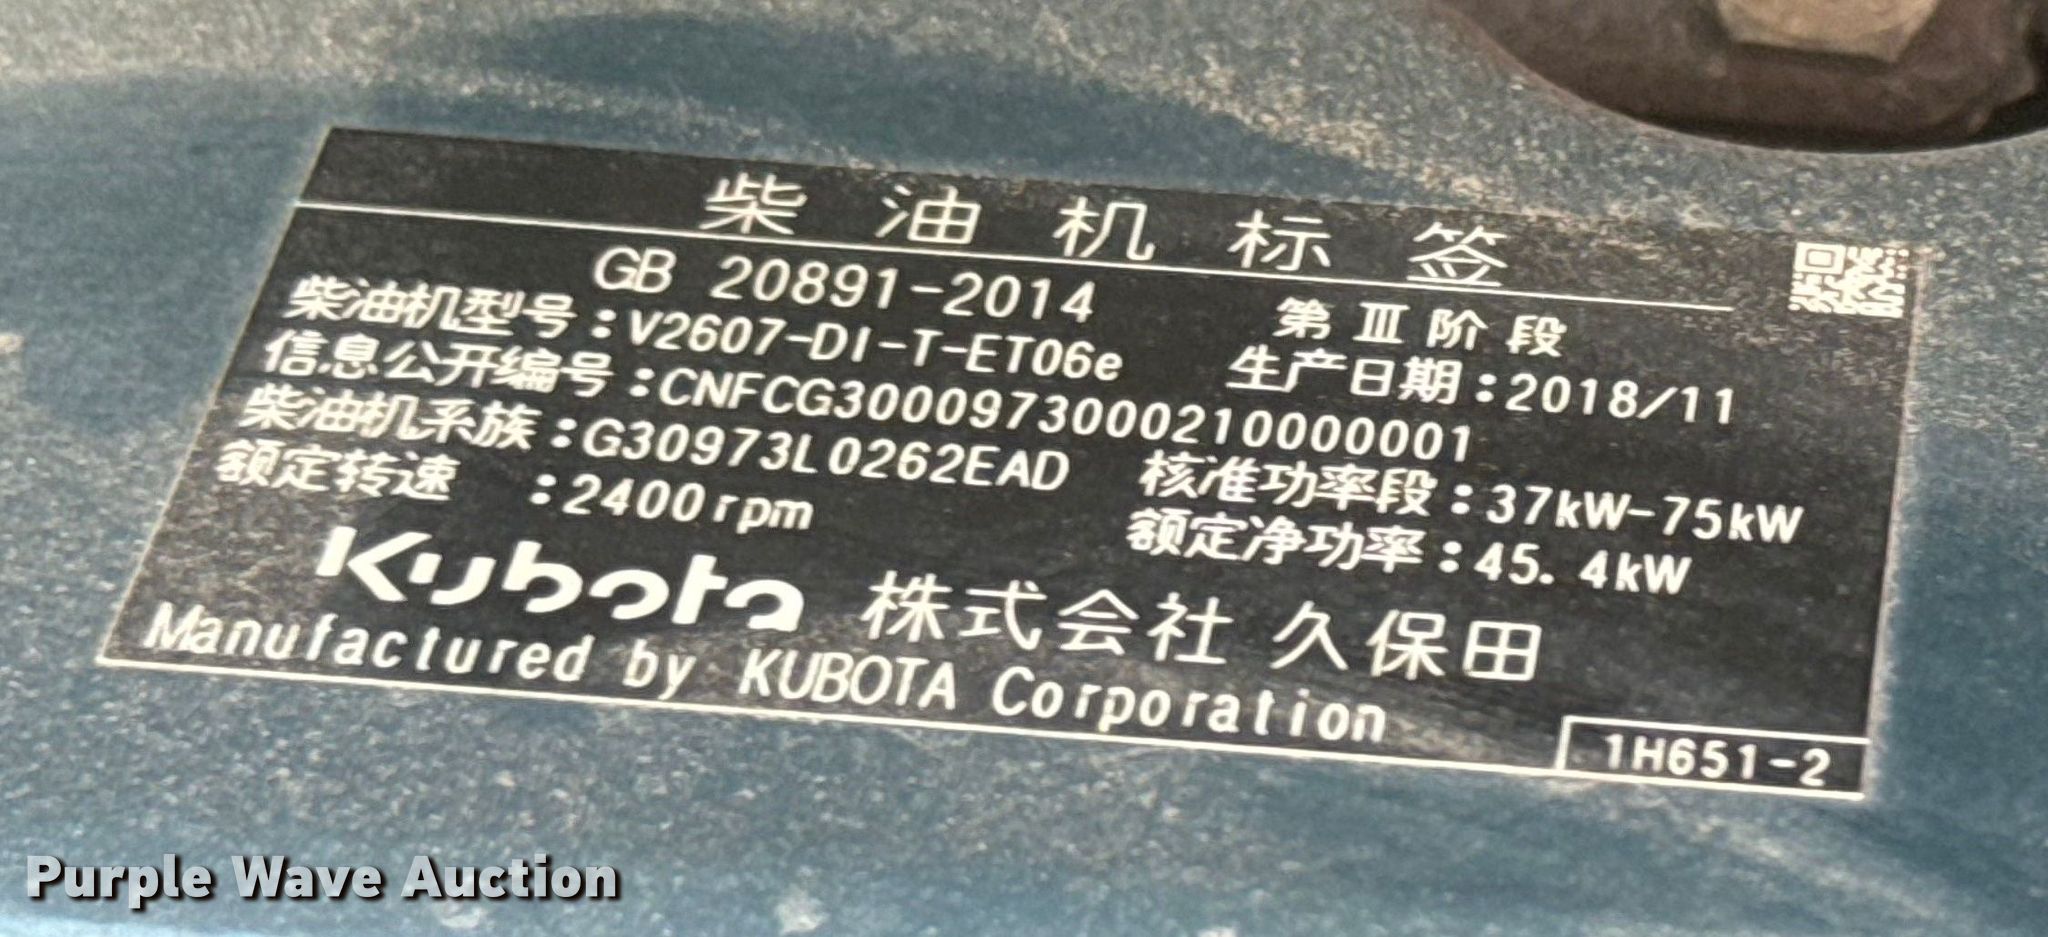 柴油机标签
GB 20891-2014 第Ⅲ阶段
柴油机型号:V2607-DI-T-ET06e 生产日期:2018/11
信息公开编号:CNFCG3000973000210000001
柴油机系族:G30973L0262EAD 核准功率段:37kW-75kW
额定转速 :2400rpm 额定净功率:45.4kW
Kubota 株式会社 久保田
Manufactured by KUBOTA Corporation
1H651-2
Purple Wave Auction